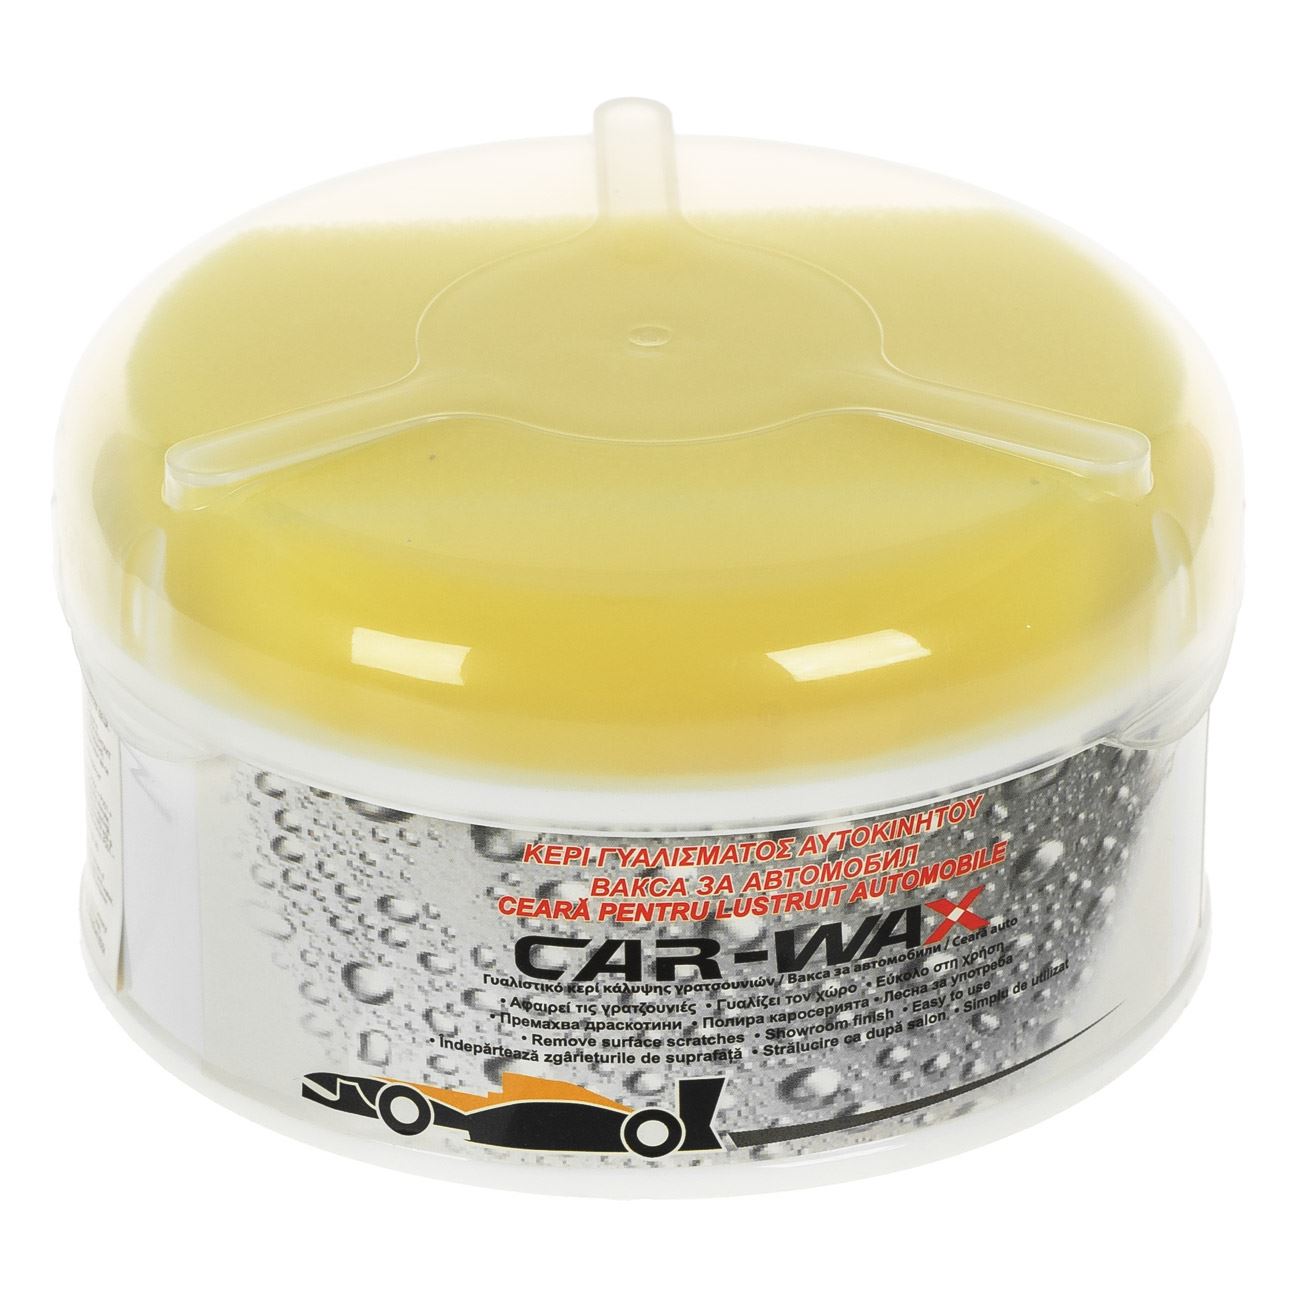 ΚΕΡΙ ΓΥΑΛΙΣΜΑΤΟΣ ΑΥΤΟΚΙΝΗΤΟΥ
ВАКСА ЗА АВТОМОБИЛ
CEARĂ PENTRU LUSTRUIT AUTOMOBILE
CAR-WAX
Γυαλιστικό κερί κάλυψης γρατσουνιών / Вакса за автомобили / Ceară auto
• Αφαιρεί τις γρατζουνιές • Γυαλίζει τον χώρο • Εύκολο στη χρήση
• Премахва драскотини • Полира каросерията • Лесна за употреба
• Remove surface scratches • Showroom finish • Easy to use
• Îndepărtează zgârieturile de suprafață • Strălucire ca după salon • Simplu de utilizat